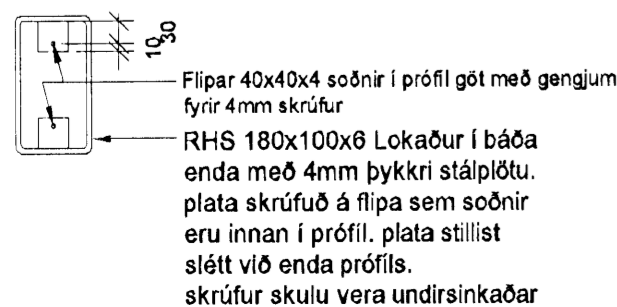 10 30
Flipar 40x40x4 soðnir í prófíl göt með gengjum
fyrir 4mm skrúfur
RHS 180x100x6 Lokaður í báða
enda með 4mm þykkri stálplötu.
plata skrúfuð á flipa sem soðnir
eru innan í prófíl. plata stillist
slétt við enda prófíls.
skrúfur skulu vera undirsinkaðar